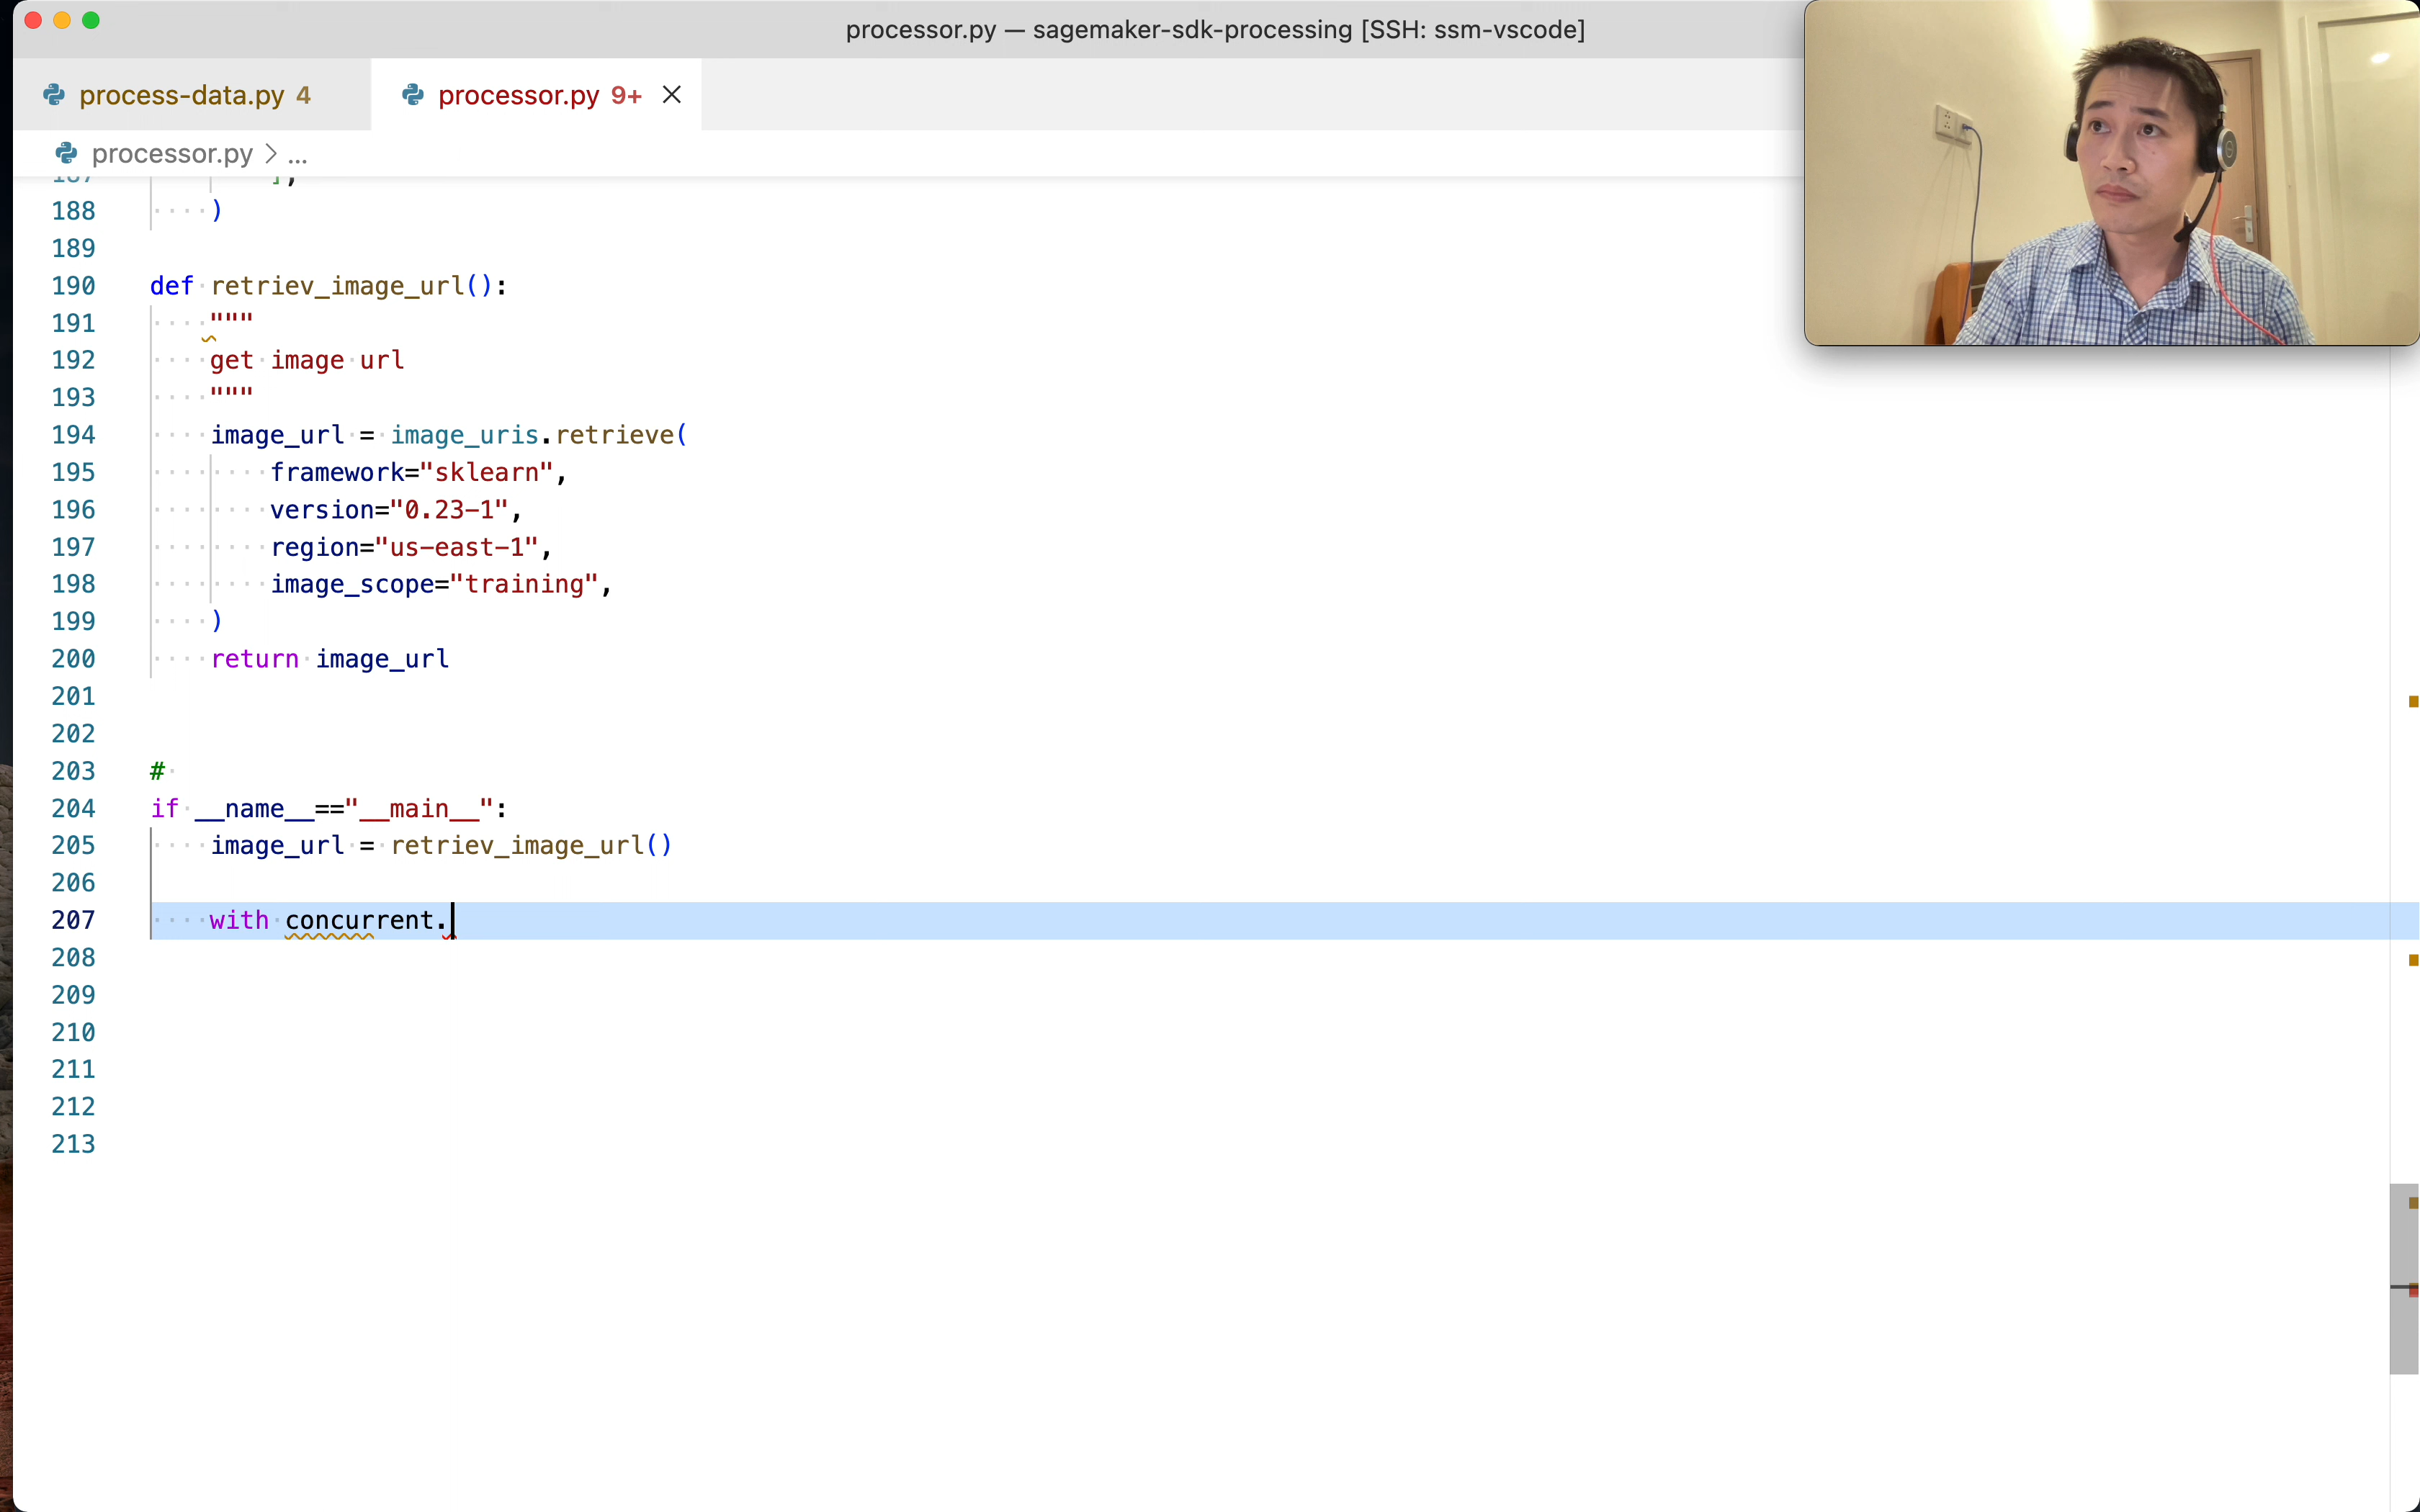 processor.py — sagemaker-sdk-processing [SSH: ssm-vscode]
process-data.py 4
processor.py 9+
processor.py > ...
187 ],
188 )
189
190 def retriev_image_url():
191 """
192 get image url
193 """
194 image_url = image_uris.retrieve(
195 framework="sklearn",
196 version="0.23-1",
197 region="us-east-1",
198 image_scope="training",
199 )
200 return image_url
201
202
203 #
204 if __name__=="__main__":
205 image_url = retriev_image_url()
206
207 with concurrent.
208
209
210
211
212
213